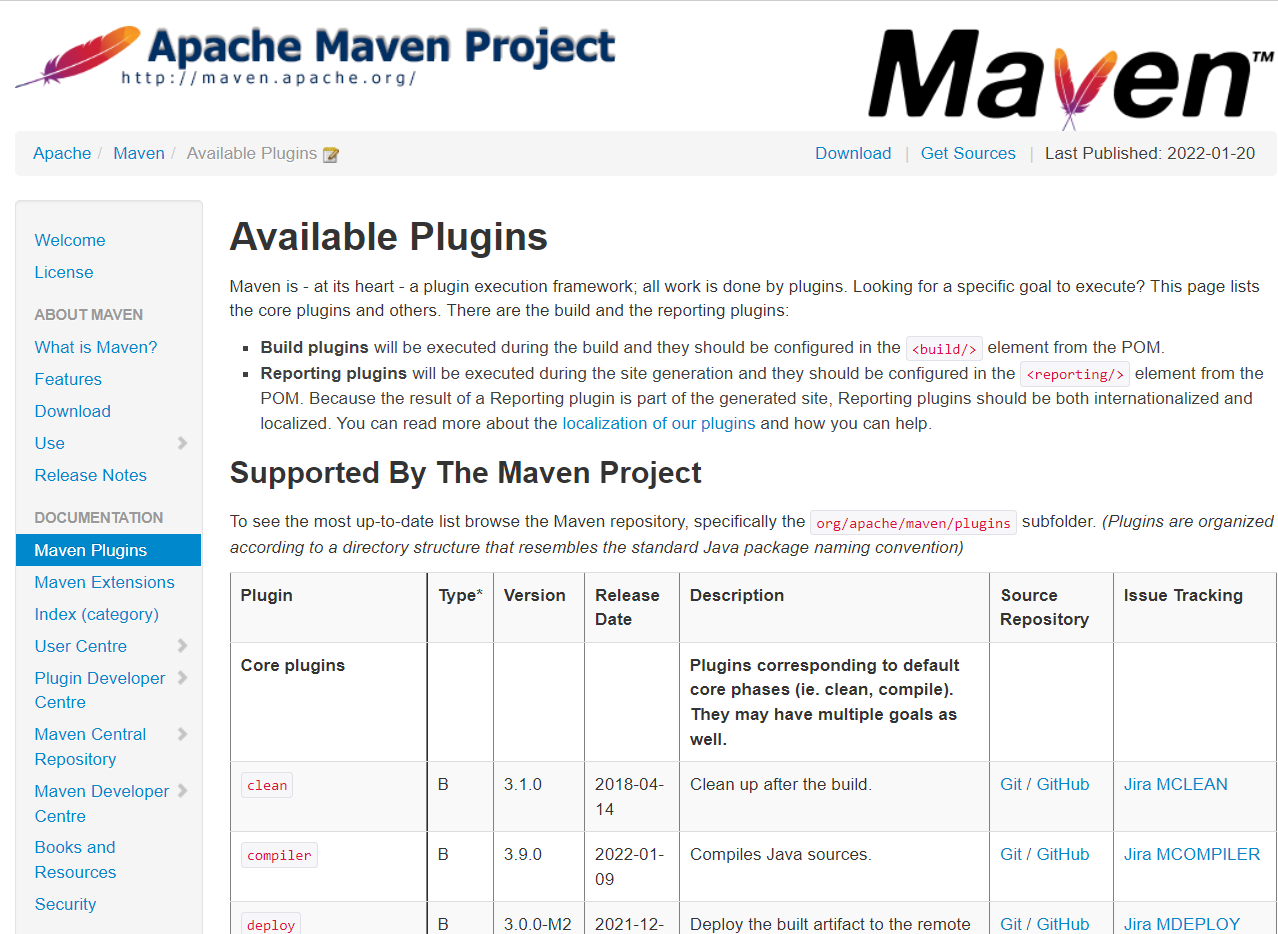 Apache Maven Project
http://maven.apache.org/
Maven™
Apache / Maven / Available Plugins
Download | Get Sources | Last Published: 2022-01-20
Welcome
License
ABOUT MAVEN
What is Maven?
Features
Download
Use
Release Notes
DOCUMENTATION
Maven Plugins
Maven Extensions
Index (category)
User Centre
Plugin Developer
Centre
Maven Central
Repository
Maven Developer
Centre
Books and
Resources
Security
Available Plugins
Maven is - at its heart - a plugin execution framework; all work is done by plugins. Looking for a specific goal to execute? This page lists
the core plugins and others. There are the build and the reporting plugins:
Build plugins will be executed during the build and they should be configured in the <build/> element from the POM.
Reporting plugins will be executed during the site generation and they should be configured in the <reporting/> element from the
POM. Because the result of a Reporting plugin is part of the generated site, Reporting plugins should be both internationalized and
localized. You can read more about the localization of our plugins and how you can help.
Supported By The Maven Project
To see the most up-to-date list browse the Maven repository, specifically the org/apache/maven/plugins subfolder. (Plugins are organized
according to a directory structure that resembles the standard Java package naming convention)
Plugin Type* Version Release Description Source Issue Tracking
Date Repository
Core plugins Plugins corresponding to default
core phases (ie. clean, compile).
They may have multiple goals as
well.
clean B 3.1.0 2018-04- Clean up after the build. Git / GitHub Jira MCLEAN
14
compiler B 3.9.0 2022-01- Compiles Java sources. Git / GitHub Jira MCOMPILER
09
deploy B 3.0.0-M2 2021-12- Deploy the built artifact to the remote Git / GitHub Jira MDEPLOY